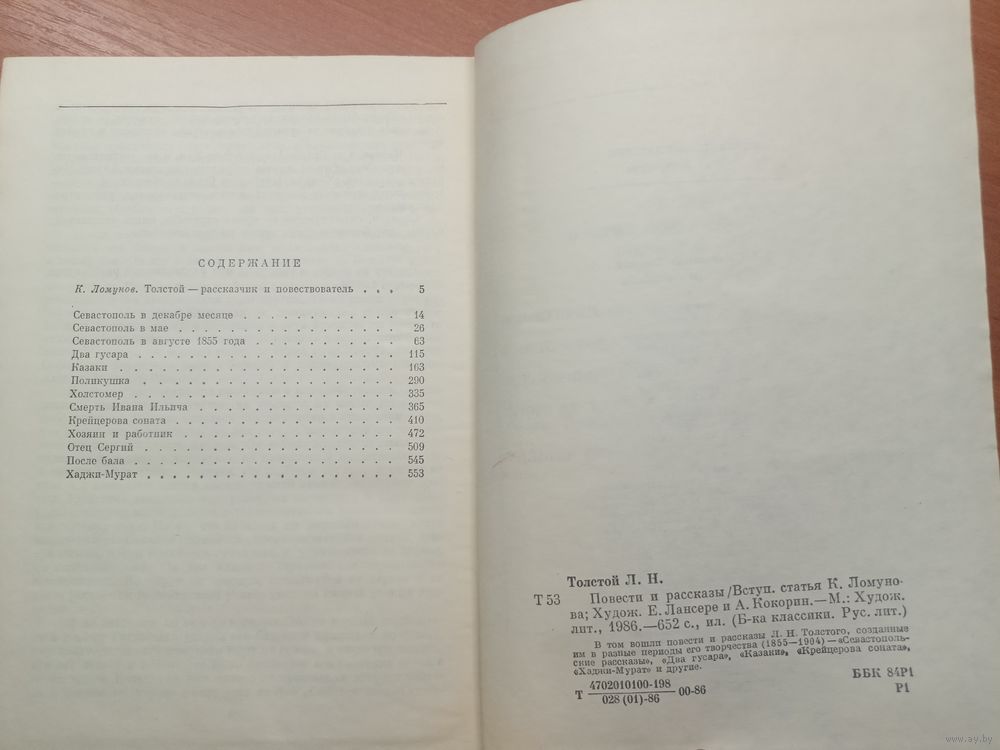 СОДЕРЖАНИЕ
К. Ломунов. Толстой — рассказчик и повествователь . . . 5
Севастополь в декабре месяце . . . . . . . . . . . . 14
Севастополь в мае . . . . . . . . . . . . . . . . . 26
Севастополь в августе 1855 года . . . . . . . . . . . 63
Два гусара . . . . . . . . . . . . . . . . . . . . 115
Казаки . . . . . . . . . . . . . . . . . . . . . . 163
Поликушка . . . . . . . . . . . . . . . . . . . . 290
Холстомер . . . . . . . . . . . . . . . . . . . . . 335
Смерть Ивана Ильича . . . . . . . . . . . . . . . . 365
Крейцерова соната . . . . . . . . . . . . . . . . . 410
Хозяин и работник . . . . . . . . . . . . . . . . . 472
Отец Сергий . . . . . . . . . . . . . . . . . . . . 509
После бала . . . . . . . . . . . . . . . . . . . . 545
Хаджи-Мурат . . . . . . . . . . . . . . . . . . . . 553
Толстой Л. Н.
Т 53 Повести и рассказы/Вступ. статья К. Ломуно-
ва; Худож. Е. Лансере и А. Кокорин.—М.: Худож.
лит., 1986.—652 с., ил. (Б-ка классики. Рус. лит.)
В том вошли повести и рассказы Л. Н. Толстого, созданные
им в разные периоды его творчества (1855—1904) — «Севастополь-
ские рассказы», «Два гусара», «Казаки», «Крейцерова соната»,
«Хаджи-Мурат» и другие.
Т 4702010100-198 00-86
028 (01)-86
ББК 84Р1
Р1
www.ay.by